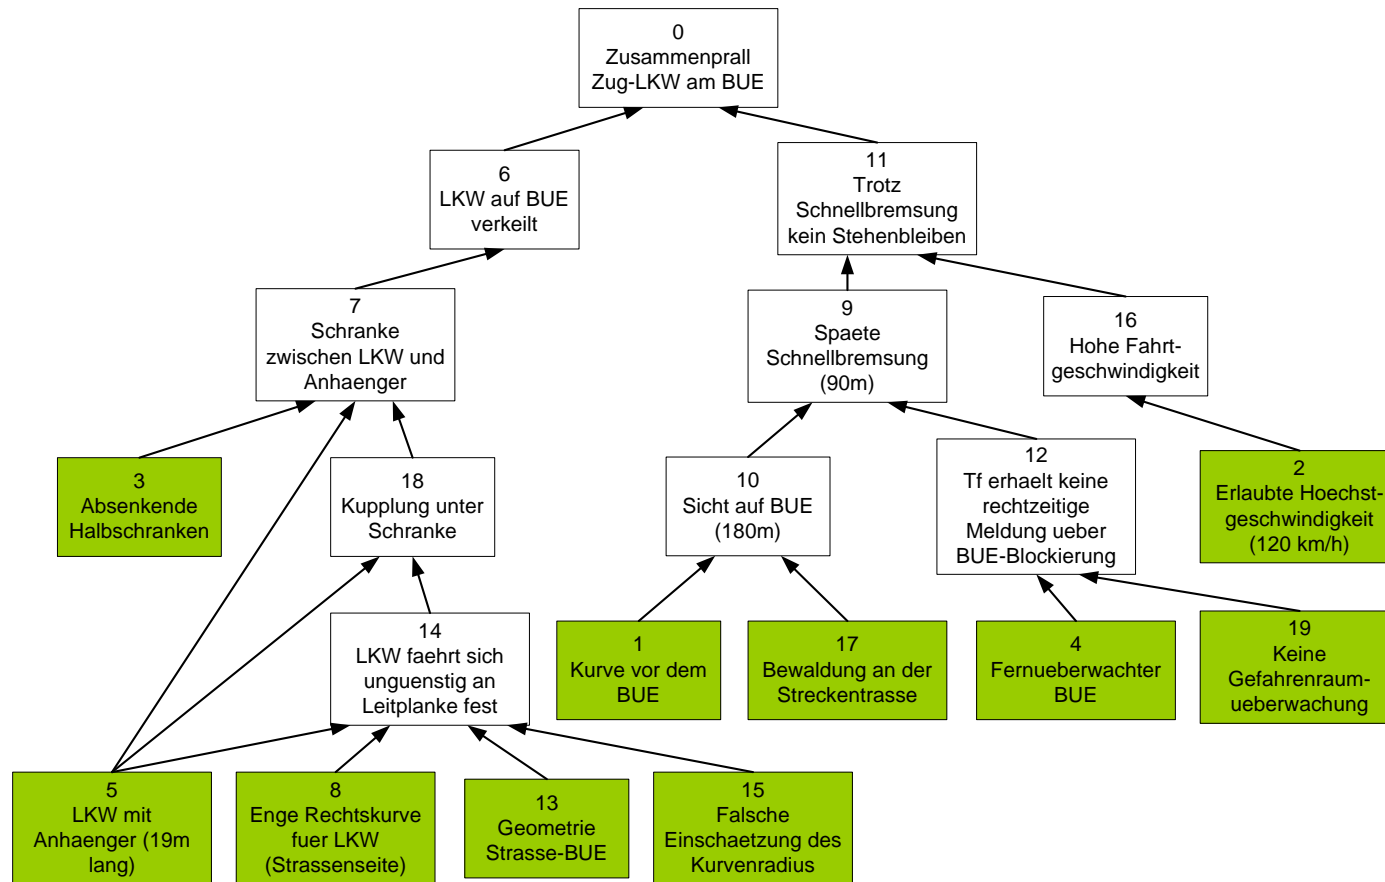 0
Zusammenprall
Zug-LKW am BUE
6
LKW auf BUE
verkeilt
11
Trotz
Schnellbremsung
kein Stehenbleiben
7
Schranke
zwischen LKW und
Anhaenger
9
Spaete
Schnellbremsung
(90m)
16
Hohe Fahrt-
geschwindigkeit
3
Absenkende
Halbschranken
18
Kupplung unter
Schranke
10
Sicht auf BUE
(180m)
12
Tf erhaelt keine
rechtzeitige
Meldung ueber
BUE-Blockierung
2
Erlaubte Hoechst-
geschwindigkeit
(120 km/h)
14
LKW faehrt sich
unguenstig an
Leitplanke fest
1
Kurve vor dem
BUE
17
Bewaldung an der
Streckentrasse
4
Fernueberwachter
BUE
19
Keine
Gefahrenraum-
ueberwachung
5
LKW mit
Anhaenger (19m
lang)
8
Enge Rechtskurve
fuer LKW
(Strassenseite)
13
Geometrie
Strasse-BUE
15
Falsche
Einschaetzung des
Kurvenradius